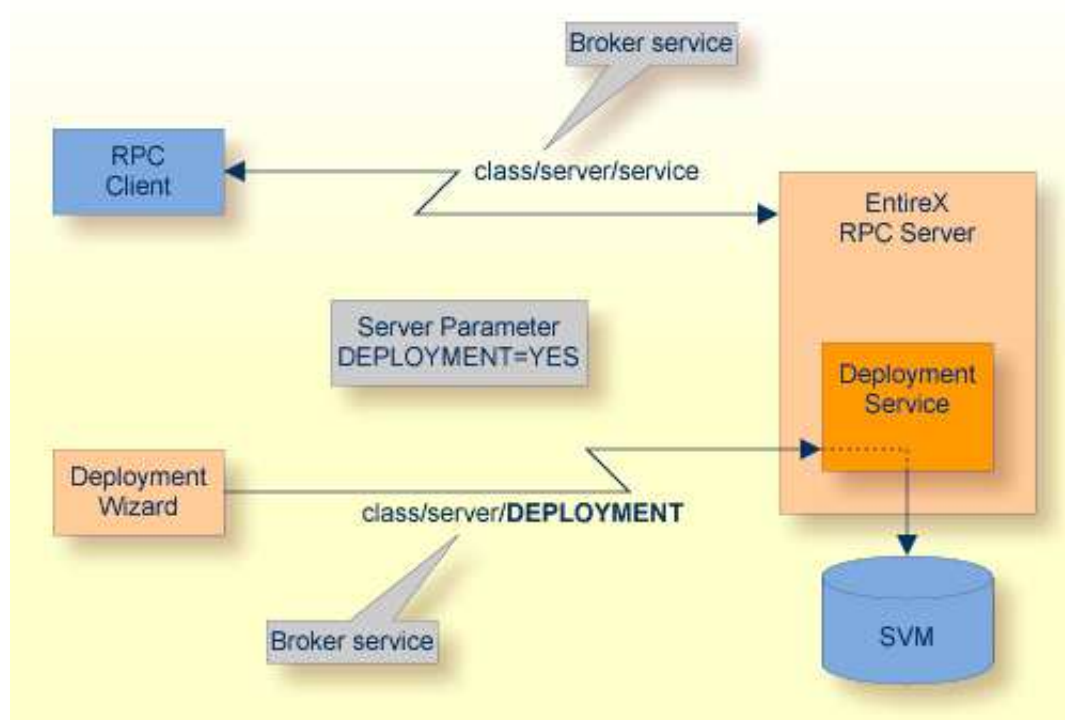 Broker service
RPC
Client
class/server/service
EntireX
RPC Server
Server Parameter
DEPLOYMENT=YES
Deployment
Service
Deployment
Wizard
class/server/DEPLOYMENT
Broker service
SVM